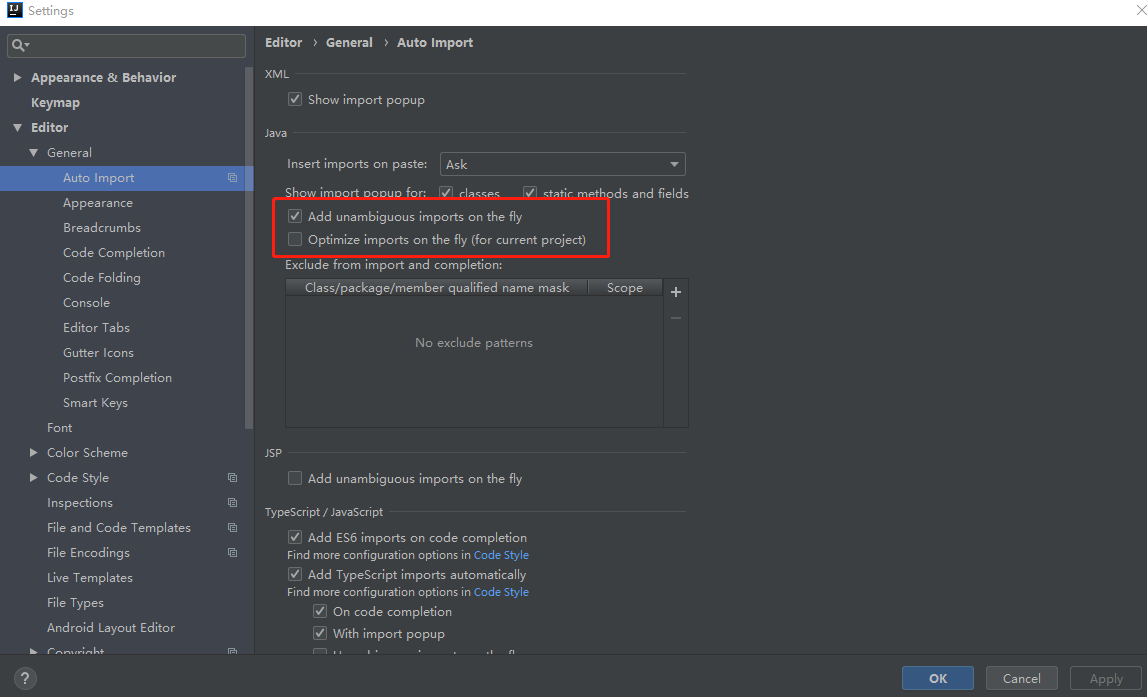 Settings
Appearance & Behavior
Keymap
Editor
General
Auto Import
Appearance
Breadcrumbs
Code Completion
Code Folding
Console
Editor Tabs
Gutter Icons
Postfix Completion
Smart Keys
Font
Color Scheme
Code Style
Inspections
File and Code Templates
File Encodings
Live Templates
File Types
Android Layout Editor
Copyright
Editor › General › Auto Import
XML
Show import popup
Java
Insert imports on paste: Ask
Show import popup for: classes static methods and fields
Add unambiguous imports on the fly
Optimize imports on the fly (for current project)
Exclude from import and completion:
Class/package/member qualified name mask Scope
No exclude patterns
JSP
Add unambiguous imports on the fly
TypeScript / JavaScript
Add ES6 imports on code completion
Find more configuration options in Code Style
Add TypeScript imports automatically
Find more configuration options in Code Style
On code completion
With import popup
? OK Cancel Apply